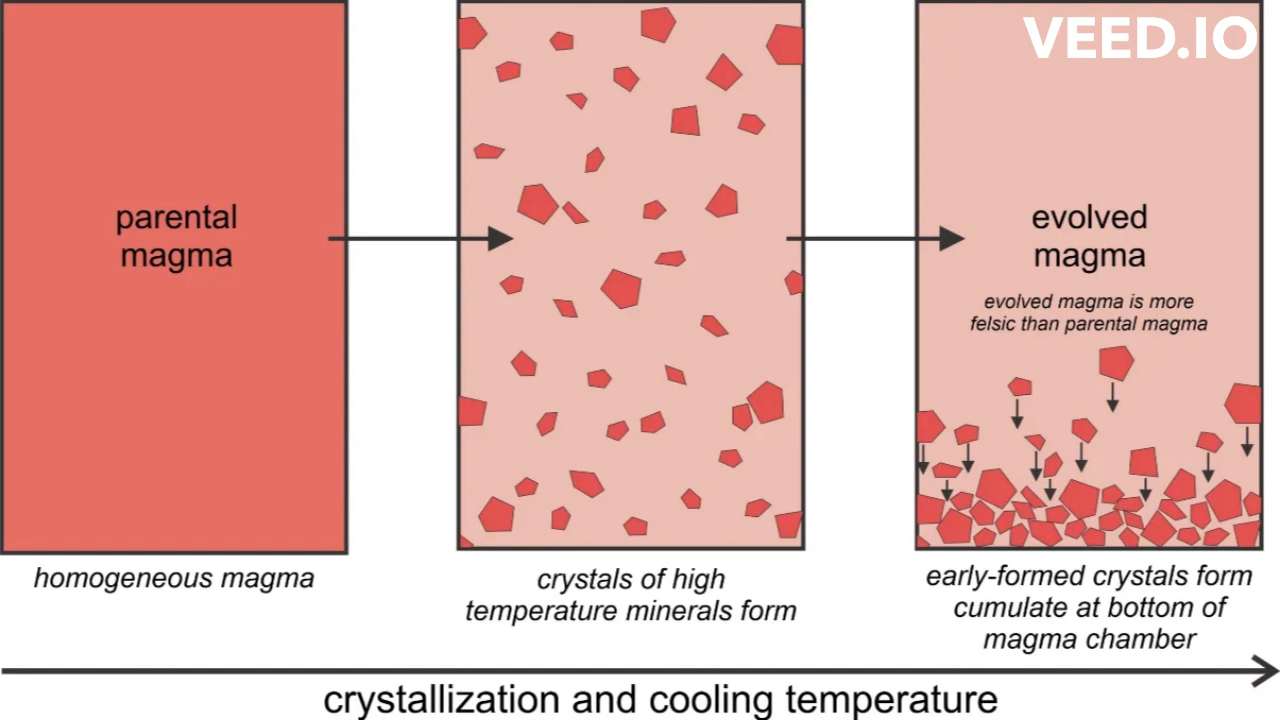 VEED.IO
parental
magma
evolved
magma
evolved magma is more
felsic than parental magma
homogeneous magma
crystals of high
temperature minerals form
early-formed crystals form
cumulate at bottom of
magma chamber
crystallization and cooling temperature